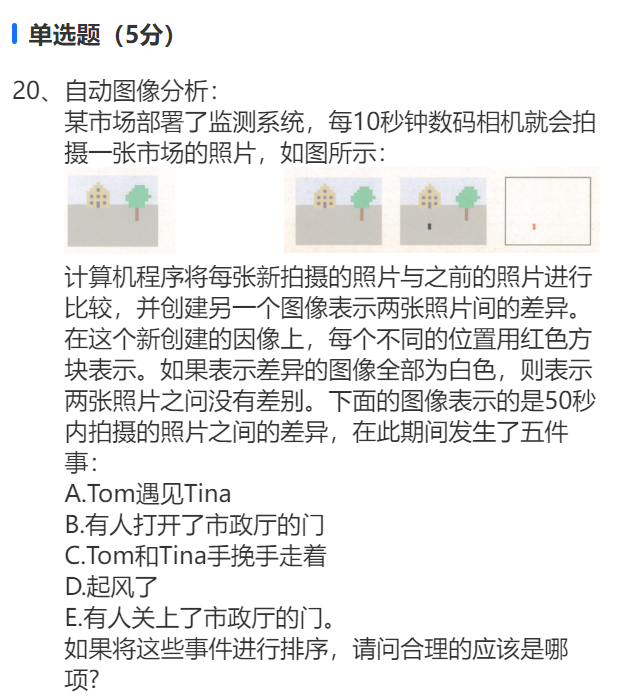 单选题（5分）
20、自动图像分析：
某市场部署了监测系统，每10秒钟数码相机就会拍
摄一张市场的照片，如图所示：
计算机程序将每张新拍摄的照片与之前的照片进行
比较，并创建另一个图像表示两张照片间的差异。
在这个新创建的因像上，每个不同的位置用红色方
块表示。如果表示差异的图像全部为白色，则表示
两张照片之问没有差别。下面的图像表示的是50秒
内拍摄的照片之间的差异，在此期间发生了五件
事：
A.Tom遇见Tina
B.有人打开了市政厅的门
C.Tom和Tina手挽手走着
D.起风了
E.有人关上了市政厅的门。
如果将这些事件进行排序，请问合理的应该是哪
项?